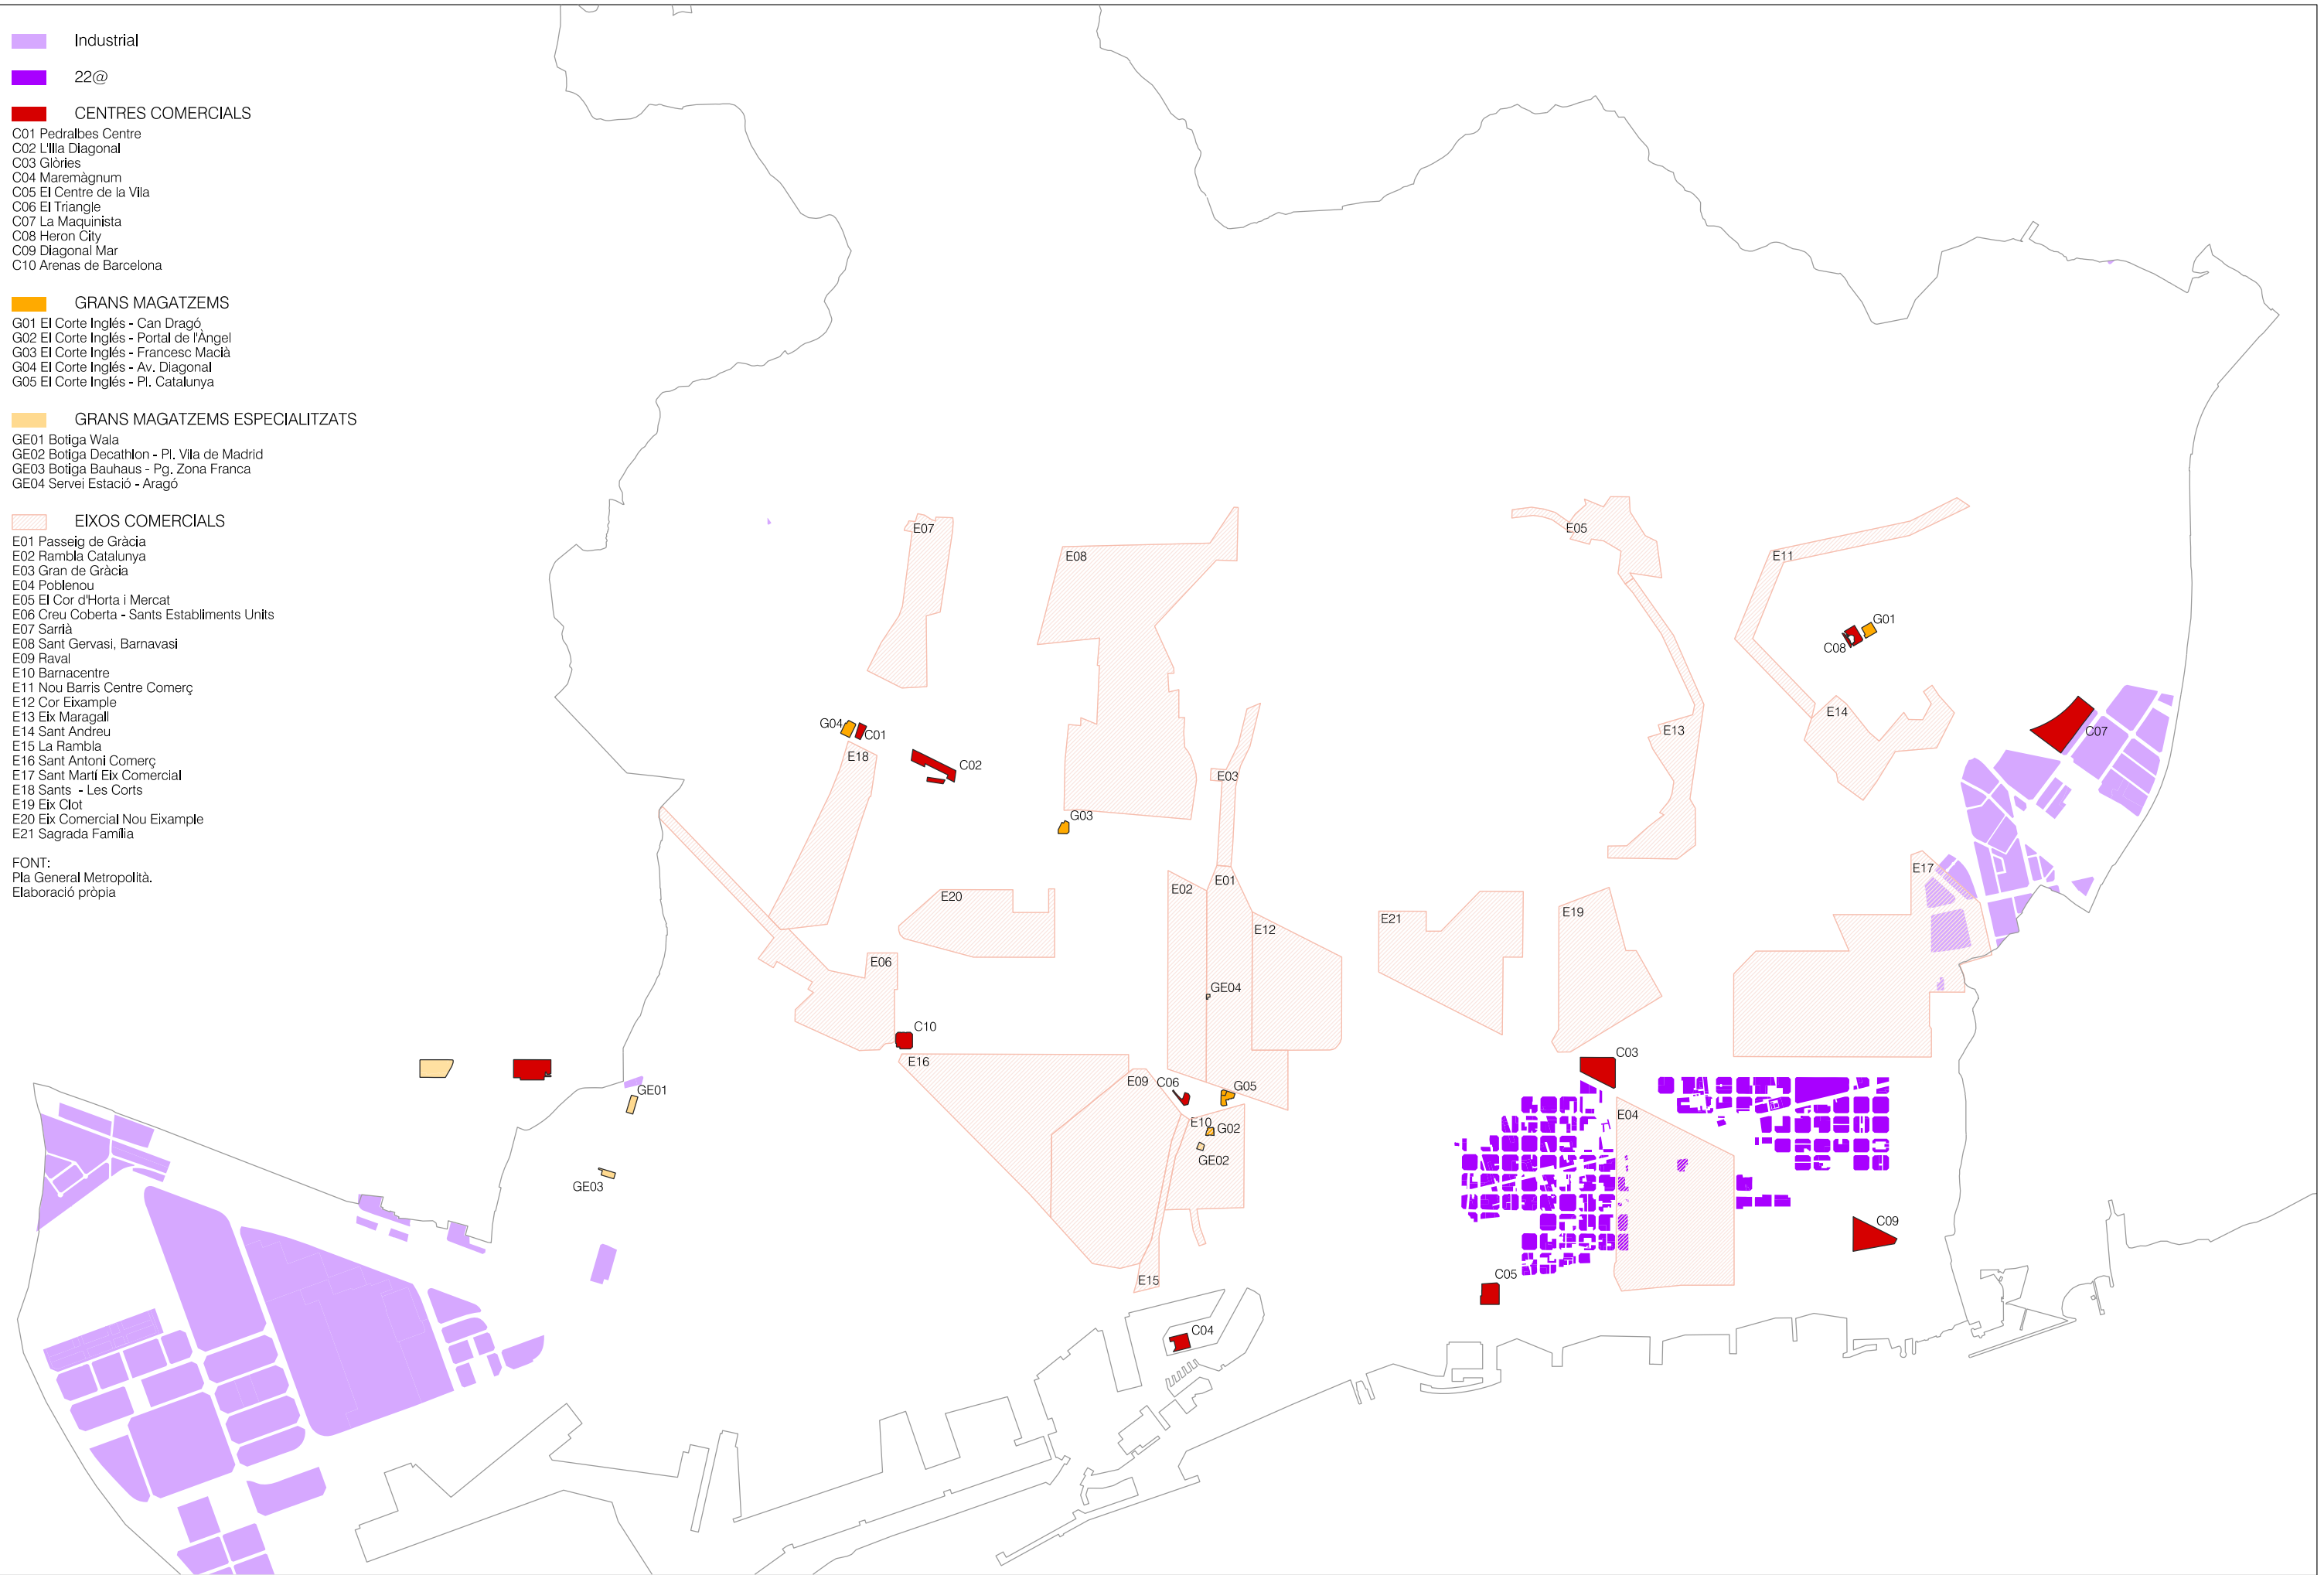 Industrial
22@
CENTRES COMERCIALS
C01 Pedralbes Centre
C02 L'Illa Diagonal
C03 Glòries
C04 Maremàgnum
C05 El Centre de la Vila
C06 El Triangle
C07 La Maquinista
C08 Heron City
C09 Diagonal Mar
C10 Arenas de Barcelona
GRANS MAGATZEMS
G01 El Corte Inglés - Can Dragó
G02 El Corte Inglés - Portal de l'Àngel
G03 El Corte Inglés - Francesc Macià
G04 El Corte Inglés - Av. Diagonal
G05 El Corte Inglés - Pl. Catalunya
GRANS MAGATZEMS ESPECIALITZATS
GE01 Botiga Wala
GE02 Botiga Decathlon - Pl. Vila de Madrid
GE03 Botiga Bauhaus - Pg. Zona Franca
GE04 Servei Estació - Aragó
EIXOS COMERCIALS
E01 Passeig de Gràcia
E02 Rambla Catalunya
E03 Gran de Gràcia
E04 Poblenou
E05 El Cor d'Horta i Mercat
E06 Creu Coberta - Sants Establiments Units
E07 Sarrià
E08 Sant Gervasi, Barnavasi
E09 Raval
E10 Barnacentre
E11 Nou Barris Centre Comerç
E12 Cor Eixample
E13 Eix Maragall
E14 Sant Andreu
E15 La Rambla
E16 Sant Antoni Comerç
E17 Sant Martí Eix Comercial
E18 Sants - Les Corts
E19 Eix Clot
E20 Eix Comercial Nou Eixample
E21 Sagrada Família
FONT:
Pla General Metropolità.
Elaboració pròpia
E07
E08
E05
E11
G01
C08
E14
G04
C01
E18
C02
E03
E13
C07
G03
E17
E01
E02
E20
E21
E19
E12
E06
GE04
C10
E16
C03
E09
C06
G05
GE01
E04
E10
G02
GE02
GE03
C09
E15
C05
C04